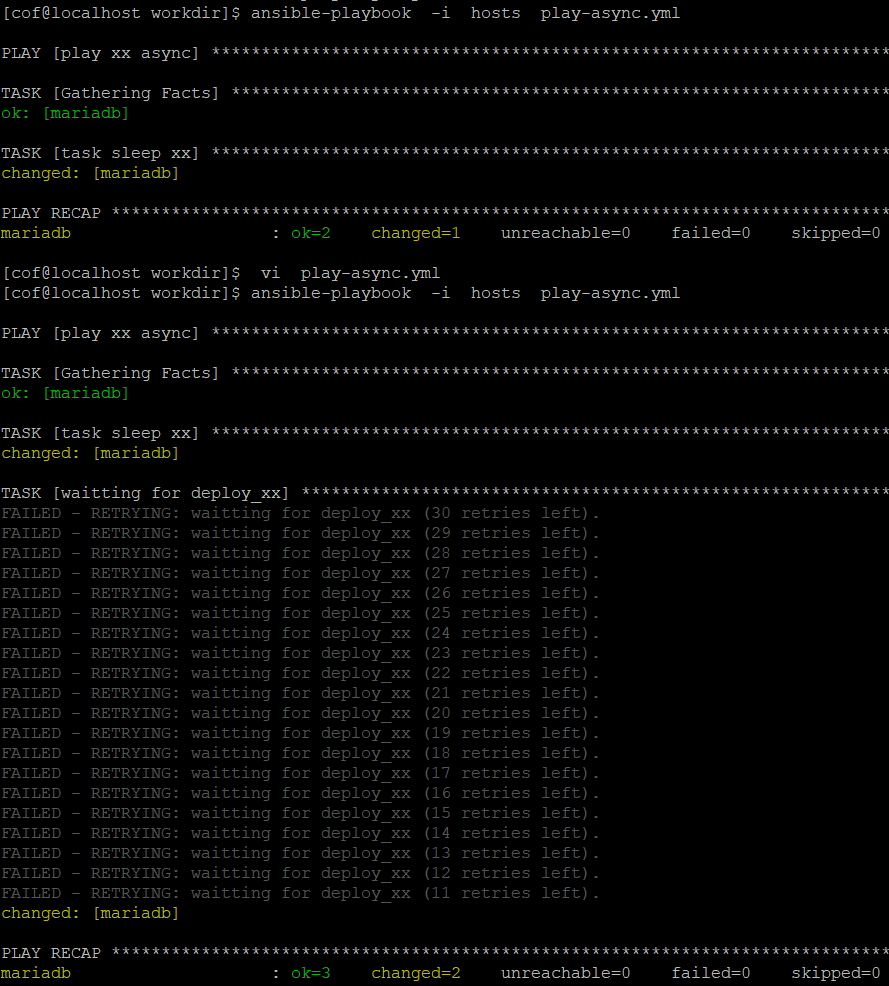 [cof@localhost workdir]$ ansible-playbook  -i  hosts  play-async.yml
PLAY [play xx async] ********************************************************************
TASK [Gathering Facts] ******************************************************************
ok: [mariadb]
TASK [task sleep xx] ********************************************************************
changed: [mariadb]
PLAY RECAP ******************************************************************************
mariadb                    : ok=2    changed=1    unreachable=0    failed=0    skipped=0
[cof@localhost workdir]$  vi  play-async.yml
[cof@localhost workdir]$ ansible-playbook  -i  hosts  play-async.yml
PLAY [play xx async] ********************************************************************
TASK [Gathering Facts] ******************************************************************
ok: [mariadb]
TASK [task sleep xx] ********************************************************************
changed: [mariadb]
TASK [waitting for deploy_xx] ***********************************************************
FAILED - RETRYING: waitting for deploy_xx (30 retries left).
FAILED - RETRYING: waitting for deploy_xx (29 retries left).
FAILED - RETRYING: waitting for deploy_xx (28 retries left).
FAILED - RETRYING: waitting for deploy_xx (27 retries left).
FAILED - RETRYING: waitting for deploy_xx (26 retries left).
FAILED - RETRYING: waitting for deploy_xx (25 retries left).
FAILED - RETRYING: waitting for deploy_xx (24 retries left).
FAILED - RETRYING: waitting for deploy_xx (23 retries left).
FAILED - RETRYING: waitting for deploy_xx (22 retries left).
FAILED - RETRYING: waitting for deploy_xx (21 retries left).
FAILED - RETRYING: waitting for deploy_xx (20 retries left).
FAILED - RETRYING: waitting for deploy_xx (19 retries left).
FAILED - RETRYING: waitting for deploy_xx (18 retries left).
FAILED - RETRYING: waitting for deploy_xx (17 retries left).
FAILED - RETRYING: waitting for deploy_xx (16 retries left).
FAILED - RETRYING: waitting for deploy_xx (15 retries left).
FAILED - RETRYING: waitting for deploy_xx (14 retries left).
FAILED - RETRYING: waitting for deploy_xx (13 retries left).
FAILED - RETRYING: waitting for deploy_xx (12 retries left).
FAILED - RETRYING: waitting for deploy_xx (11 retries left).
changed: [mariadb]
PLAY RECAP ******************************************************************************
mariadb                    : ok=3    changed=2    unreachable=0    failed=0    skipped=0